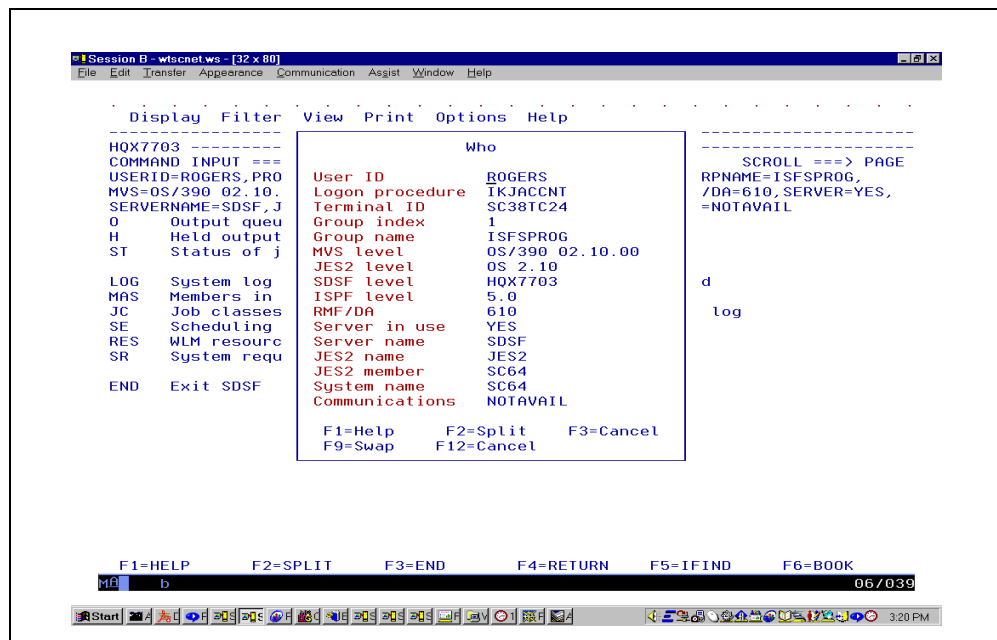 Session B - wtscnet.ws - [32 x 80]
File Edit Transfer Appearance Communication Assist Window Help
Display Filter View Print Options Help
HQX7703 ---------
COMMAND INPUT ===
USERID=ROGERS,PRO
MVS=OS/390 02.10.
SERVERNAME=SDSF,J
O Output queu
H Held output
ST Status of j
LOG System log
MAS Members in
JC Job classes
SE Scheduling
RES WLM resourc
SR System requ
END Exit SDSF
Who
User ID ROGERS
Logon procedure IKJACCNT
Terminal ID SC38TC24
Group index 1
Group name ISFSPROG
MVS level OS/390 02.10.00
JES2 level OS 2.10
SDSF level HQX7703
ISPF level 5.0
RMF/DA 610
Server in use YES
Server name SDSF
JES2 name JES2
JES2 member SC64
System name SC64
Communications NOTAVAIL
F1=Help F2=Split F3=Cancel
F9=Swap F12=Cancel
SCROLL ===> PAGE
RPNAME=ISFSPROG,
/DA=610,SERVER=YES,
=NOTAVAIL
d
log
F1=HELP F2=SPLIT F3=END F4=RETURN F5=IFIND F6=BOOK
MA b 06/039
Start 3:20 PM